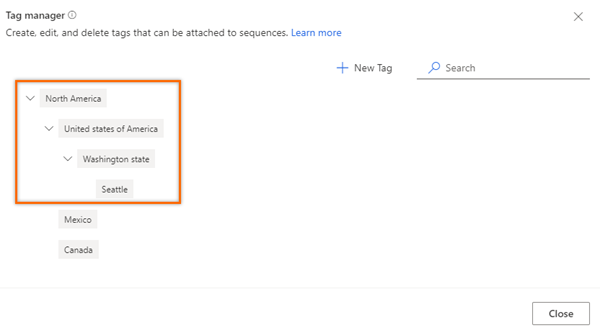 Tag manager
Create, edit, and delete tags that can be attached to sequences. Learn more
New Tag Search
North America
United states of America
Washington state
Seattle
Mexico
Canada
Close